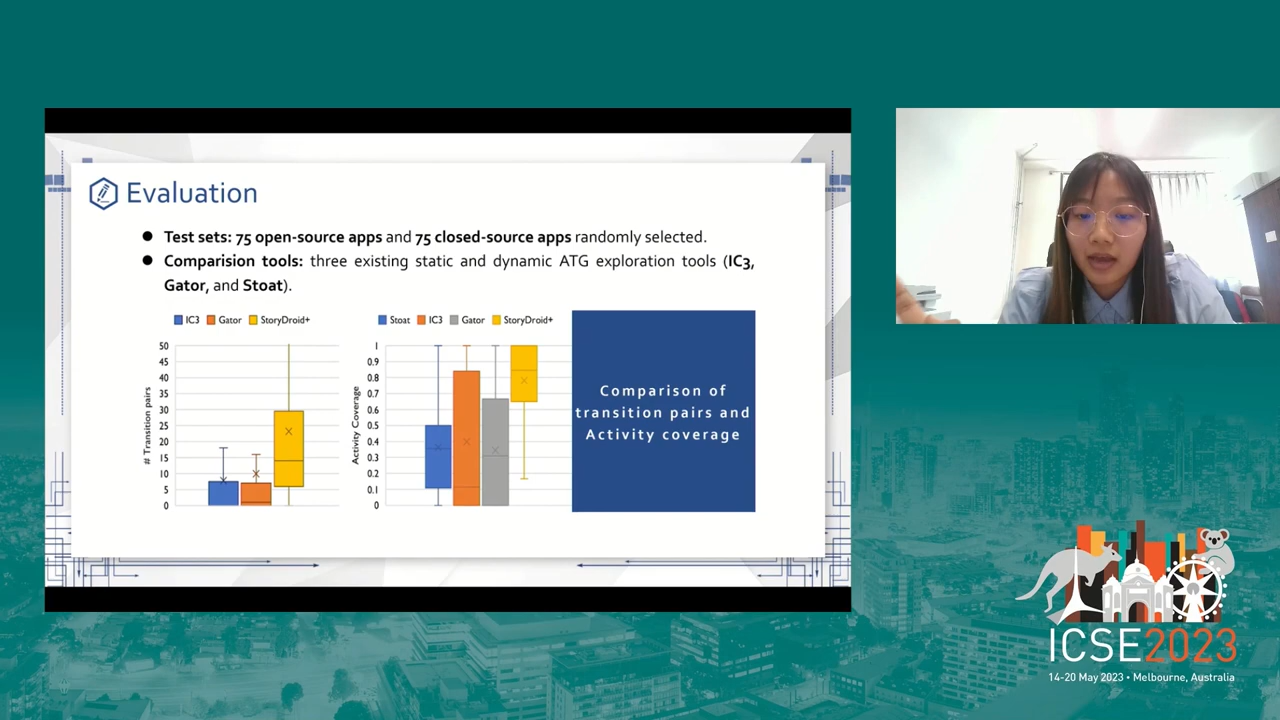 Evaluation
● Test sets: 75 open-source apps and 75 closed-source apps randomly selected.
● Comparision tools: three existing static and dynamic ATG exploration tools (IC3,
Gator, and Stoat).
IC3 Gator StoryDroid+
# Transition pairs
50
45
40
35
30
25
20
15
10
5
0
Stoat IC3 Gator StoryDroid+
Activity Coverage
1
0.9
0.8
0.7
0.6
0.5
0.4
0.3
0.2
0.1
0
Comparison of
transition pairs and
Activity coverage
ICSE2023
14-20 May 2023 • Melbourne, Australia